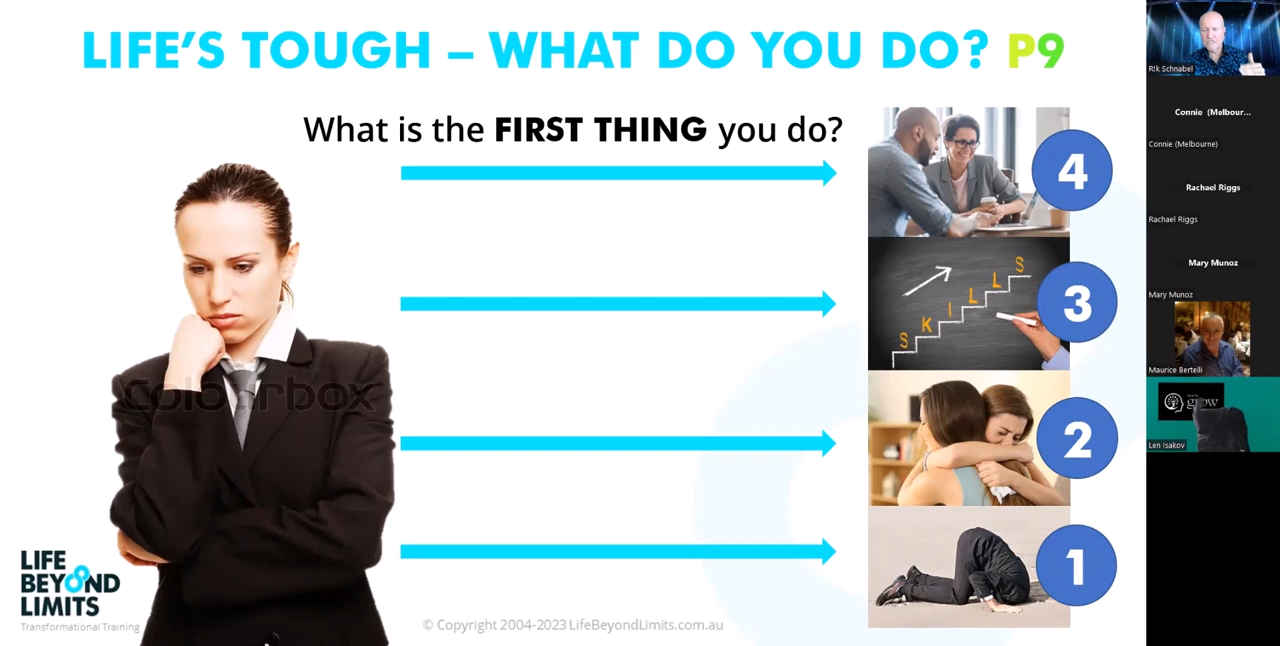 LIFE'S TOUGH – WHAT DO YOU DO? P9
What is the FIRST THING you do?
4
SKILLS
3
2
1
Colourbox
LIFE
BEYOND
LIMITS
Transformational Training
© Copyright 2004-2023 LifeBeyondLimits.com.au
R!k Schnabel
Connie (Melbour...
Connie (Melbourne)
Rachael Riggs
Rachael Riggs
Mary Munoz
Mary Munoz
Maurice Bertelli
grow
Len Isakov